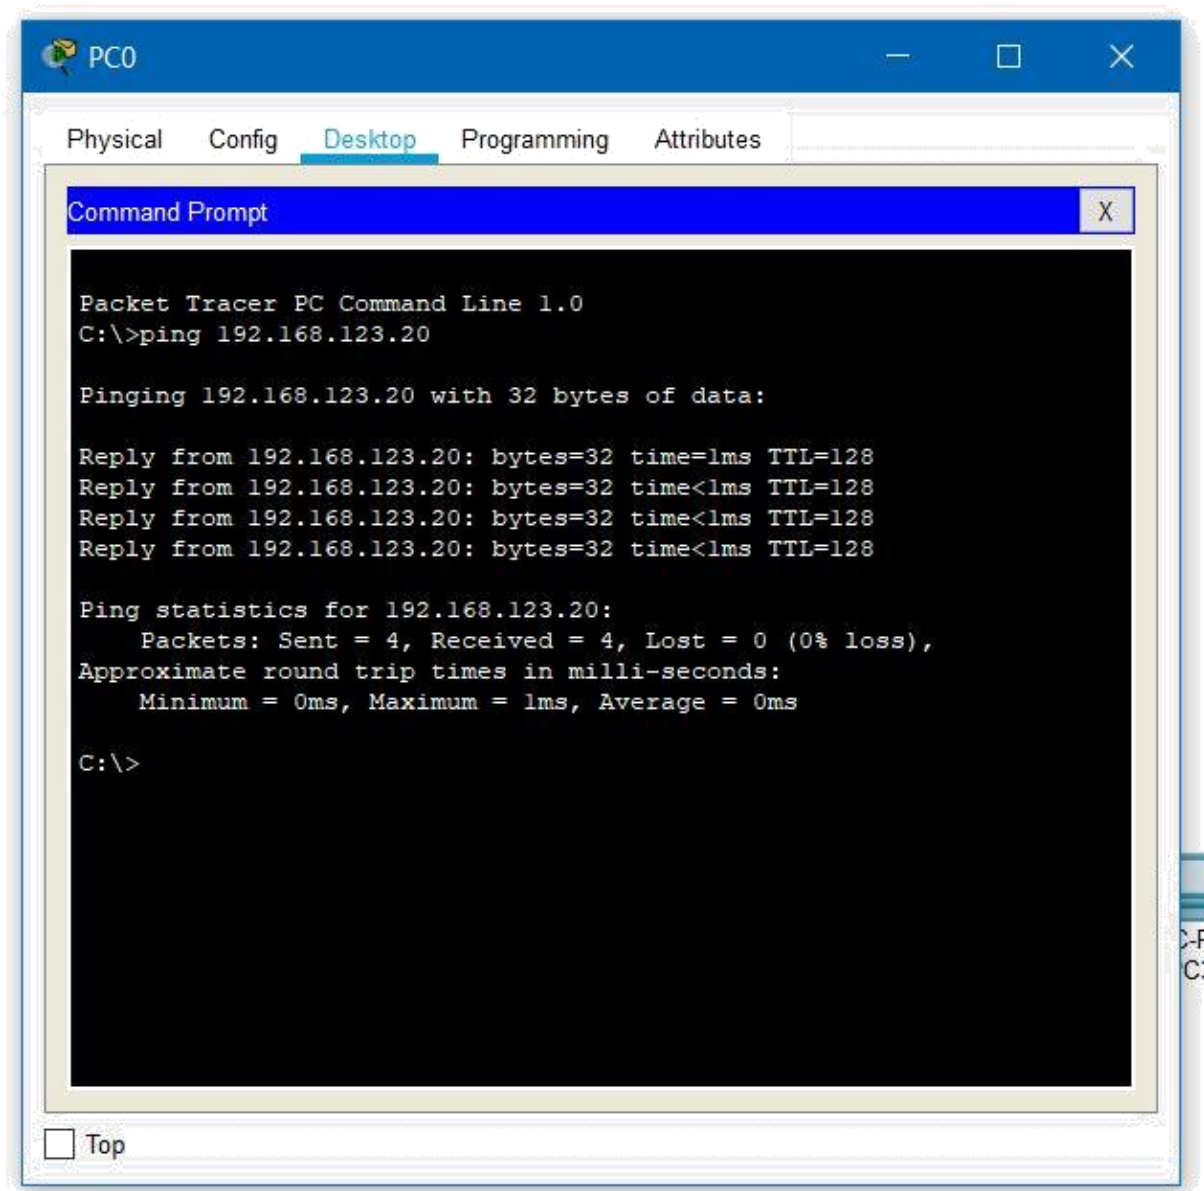 PC0
Physical Config Desktop Programming Attributes
Command Prompt X
Packet Tracer PC Command Line 1.0
C:\>ping 192.168.123.20
Pinging 192.168.123.20 with 32 bytes of data:
Reply from 192.168.123.20: bytes=32 time=1ms TTL=128
Reply from 192.168.123.20: bytes=32 time<1ms TTL=128
Reply from 192.168.123.20: bytes=32 time<1ms TTL=128
Reply from 192.168.123.20: bytes=32 time<1ms TTL=128
Ping statistics for 192.168.123.20:
Packets: Sent = 4, Received = 4, Lost = 0 (0% loss),
Approximate round trip times in milli-seconds:
Minimum = 0ms, Maximum = 1ms, Average = 0ms
C:\>
Top